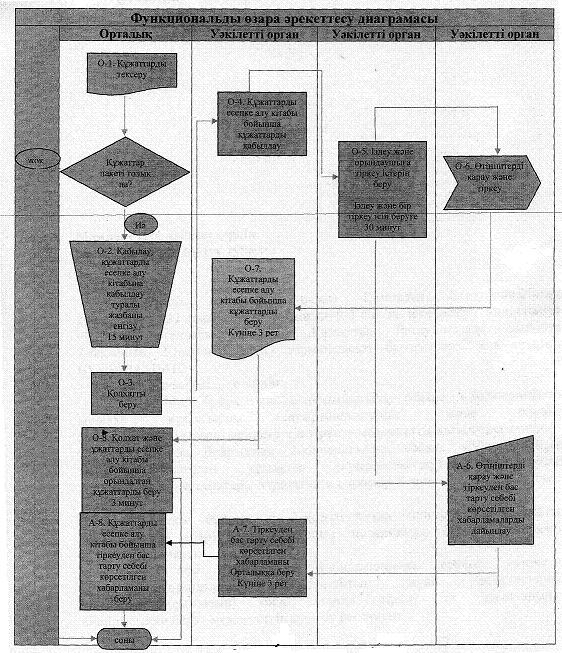 Функциональды өзара әрекеттесу диаграмасы
Орталық
Уәкілетті орган
Уәкілетті орган
Уәкілетті орган
О-1. Құжаттарды
тексеру
Құжаттар
пакеті толық
па?
жоқ
Иә
О-2. Қабылау,
құжаттарды
есепке алу
кітабына
қабылдау
туралы
жазбаны
енгізу
15 минут
О-3.
Қолхатты
беру
О-4. Құжаттарды
есепке алу кітабы
бойынша
құжаттарды
қабылдау
О-5. Іздеу және
орындаушыға
тіркеу істерін
беру
Іздеу және бір
тіркеу ісін беруге
30 минут
О-6. Өтініштерді
қарау және
тіркеу
О-7.
Құжаттарды
есепке алу
кітабы бойынша
құжаттарды
беру
Күніне 3 рет
О-8. Қолхат және
құжаттарды есепке
алу кітабы
бойынша
орындалған
құжаттарды беру
3 минут
А-6. Өтініштерді
қарау және
тіркеуден бас
тарту себебі
көрсетілген
хабарламаларды
дайындау
А-7. Тіркеуден
бас тарту себебі
көрсетілген
хабарламаны
Орталыққа беру
Күніне 3 рет
А-8. Құжаттарды
есепке алу
кітабы бойынша
тіркеуден бас
тарту себебі
көрсетілген
хабарламаны
беру
соңы